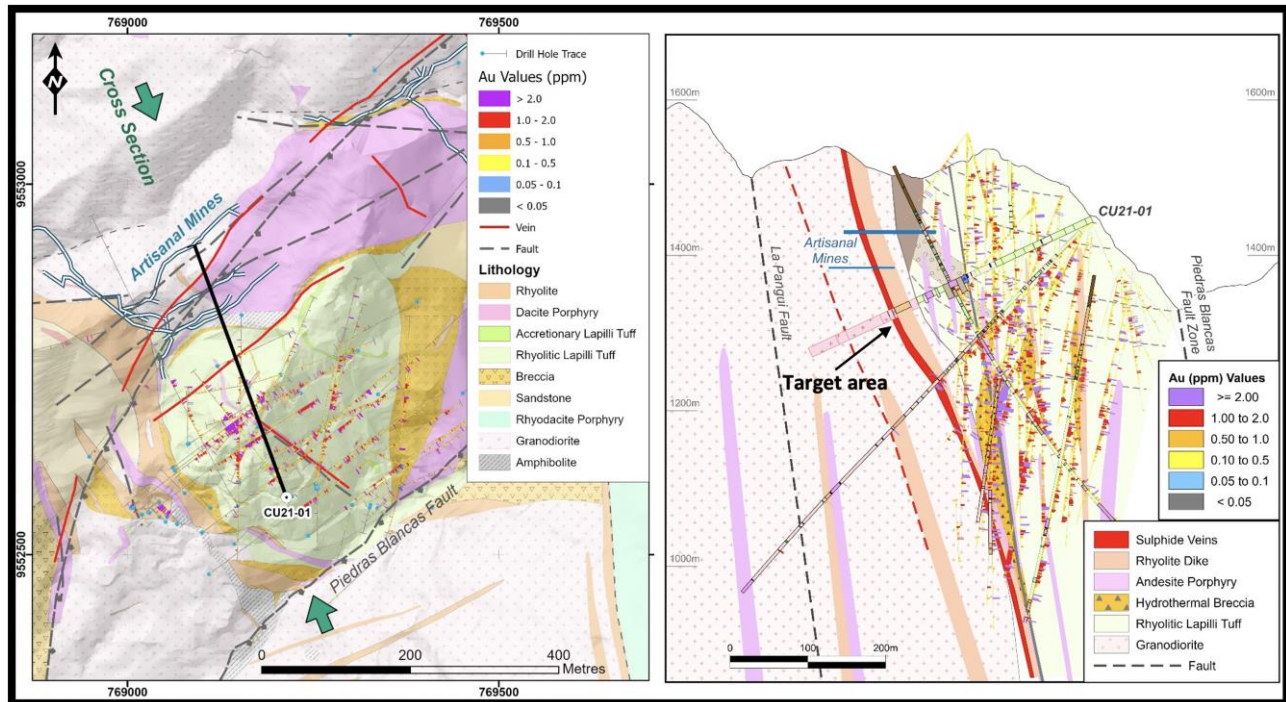 769000
769500
9553000
9552500
N
Cross Section
Artisanal Mines
CU21-01
Piedras Blancas Fault
0 200 400
Metres
769000
769500
Drill Hole Trace
Au Values (ppm)
> 2.0
1.0 - 2.0
0.5 - 1.0
0.1 - 0.5
0.05 - 0.1
< 0.05
Vein
Fault
Lithology
Rhyolite
Dacite Porphyry
Accretionary Lapilli Tuff
Rhyolitic Lapilli Tuff
Breccia
Sandstone
Rhyodacite Porphyry
Granodiorite
Amphibolite
1600m
1600m
1400m
1400m
1200m
1200m
1000m
CU21-01
Artisanal
Mines
La Pangui Fault
Piedras Blancas
Fault Zone
Target area
0 100 200m
Au (ppm) Values
>= 2.00
1.00 to 2.0
0.50 to 1.0
0.10 to 0.5
0.05 to 0.1
< 0.05
Sulphide Veins
Rhyolite Dike
Andesite Porphyry
Hydrothermal Breccia
Rhyolitic Lapilli Tuff
Granodiorite
Fault